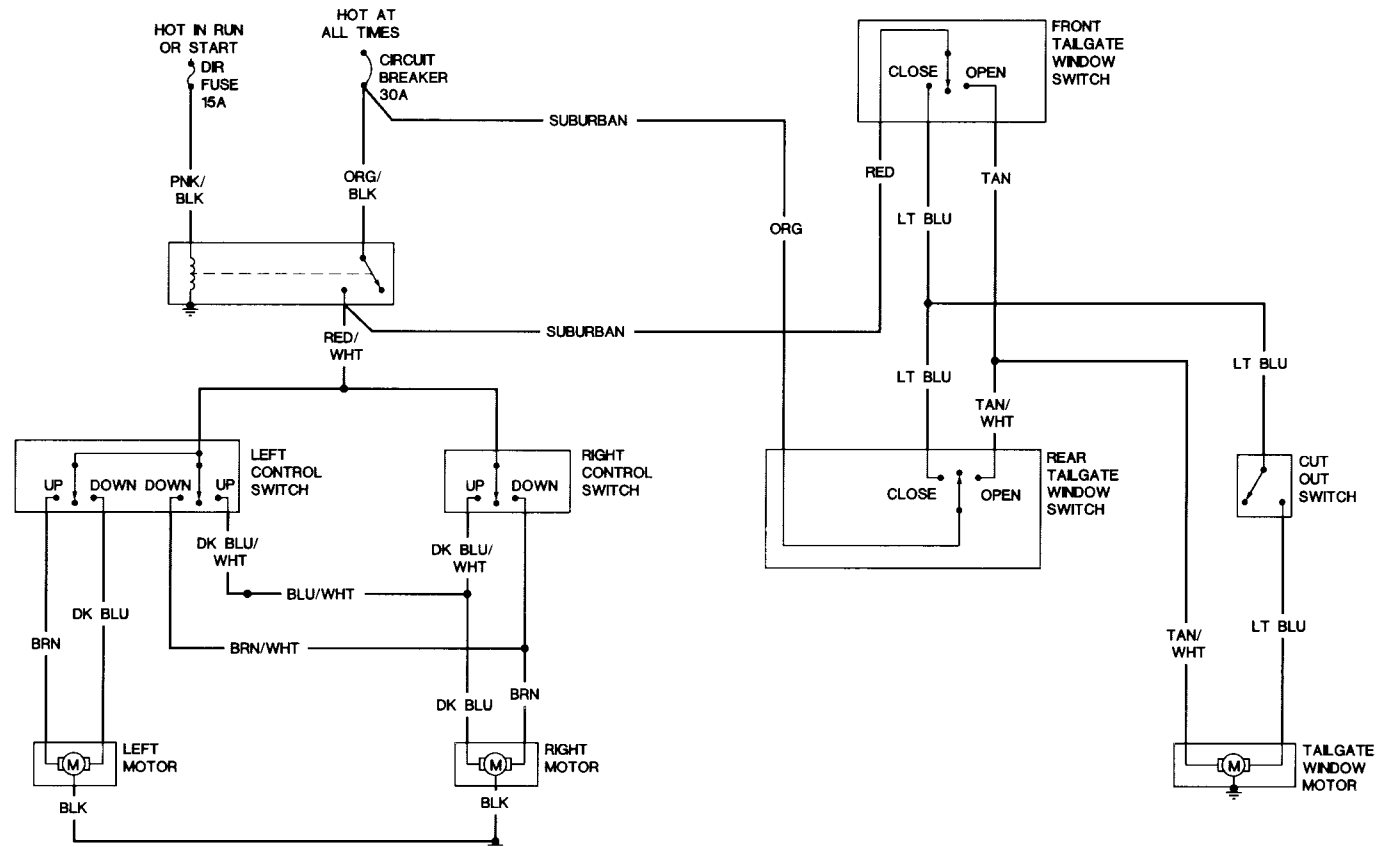 HOT IN RUN
OR START
DIR
FUSE
15A
HOT AT
ALL TIMES
CIRCUIT
BREAKER
30A
FRONT
TAILGATE
WINDOW
SWITCH
CLOSE
OPEN
SUBURBAN
PNK/
BLK
ORG/
BLK
ORG
RED
TAN
LT BLU
RED/
WHT
SUBURBAN
LT BLU
TAN/
WHT
LT BLU
LEFT
CONTROL
SWITCH
UP
DOWN
DOWN
UP
RIGHT
CONTROL
SWITCH
UP
DOWN
REAR
TAILGATE
WINDOW
SWITCH
CLOSE
OPEN
CUT
OUT
SWITCH
DK BLU/
WHT
DK BLU/
WHT
BLU/WHT
DK BLU
BRN
BRN/WHT
TAN/
WHT
LT BLU
DK BLU
BRN
LEFT
MOTOR
M
BLK
RIGHT
MOTOR
M
BLK
TAILGATE
WINDOW
MOTOR
M